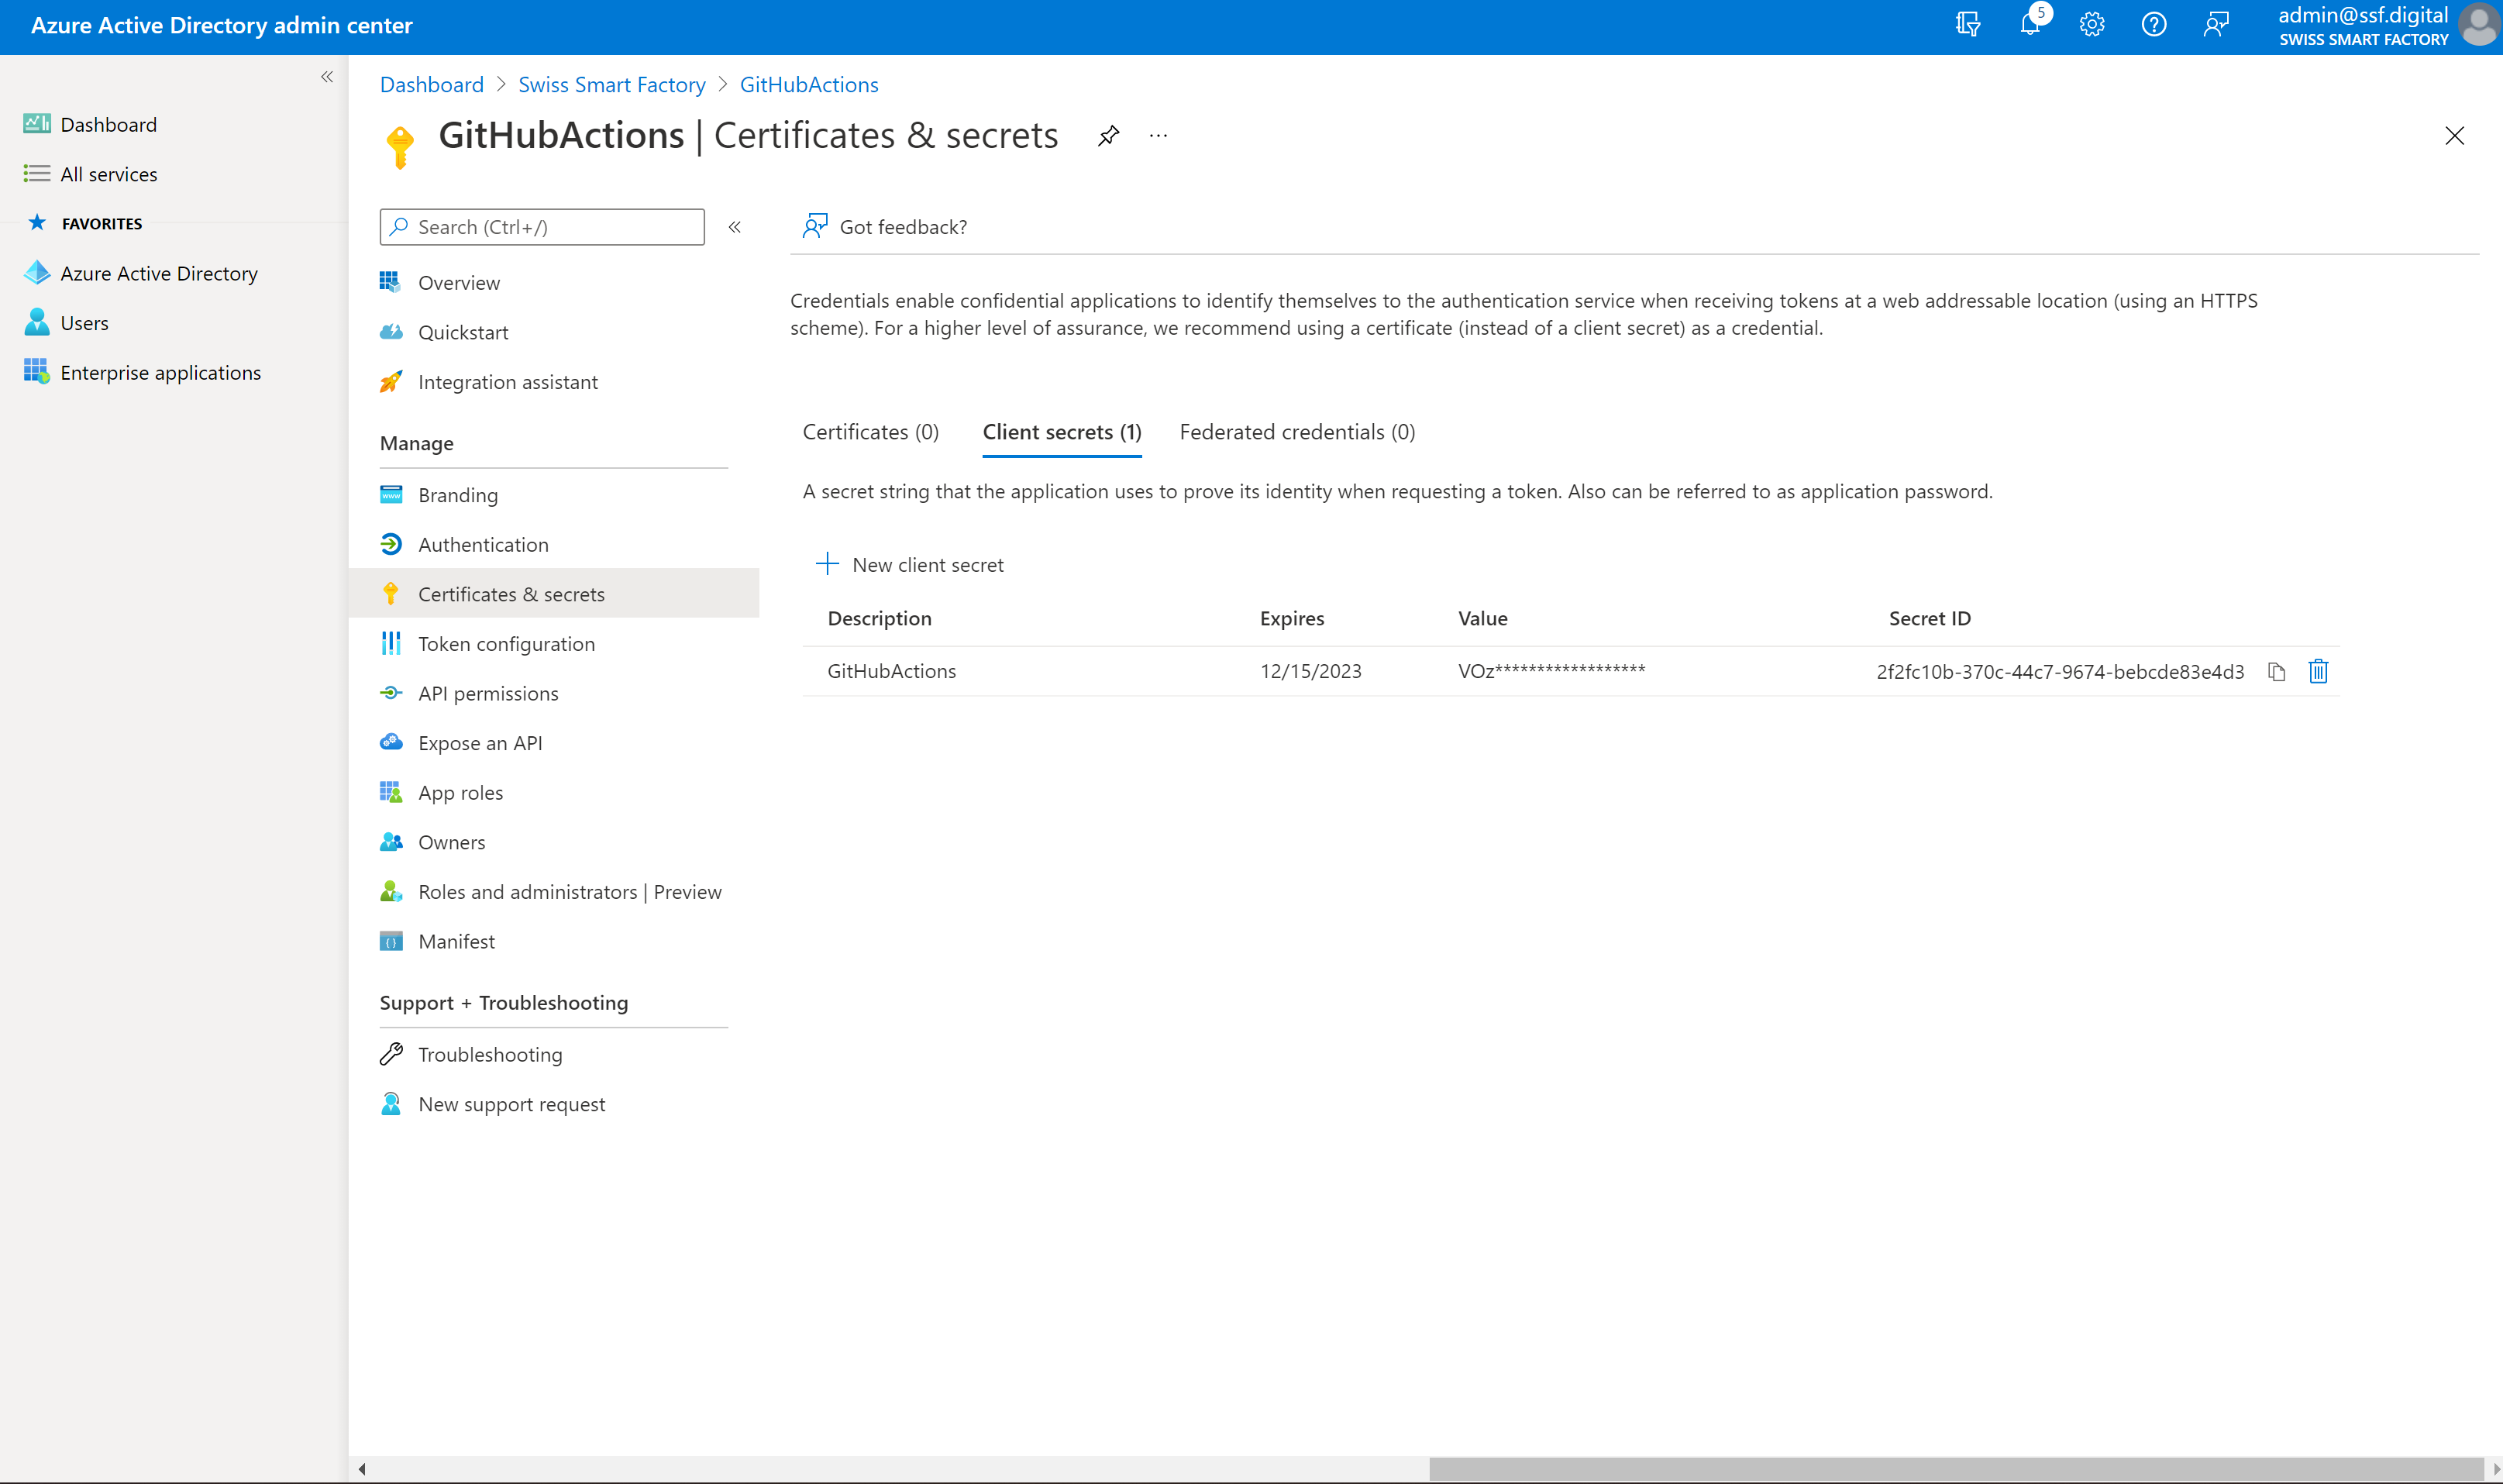 Azure Active Directory admin center
5
admin@ssf.digital
SWISS SMART FACTORY
Dashboard
All services
FAVORITES
Azure Active Directory
Users
Enterprise applications
Dashboard > Swiss Smart Factory > GitHubActions
GitHubActions | Certificates & secrets
Search (Ctrl+/)
Overview
Quickstart
Integration assistant
Manage
Branding
Authentication
Certificates & secrets
Token configuration
API permissions
Expose an API
App roles
Owners
Roles and administrators | Preview
Manifest
Support + Troubleshooting
Troubleshooting
New support request
Got feedback?
Credentials enable confidential applications to identify themselves to the authentication service when receiving tokens at a web addressable location (using an HTTPS
scheme). For a higher level of assurance, we recommend using a certificate (instead of a client secret) as a credential.
Certificates (0) Client secrets (1) Federated credentials (0)
A secret string that the application uses to prove its identity when requesting a token. Also can be referred to as application password.
New client secret
Description Expires Value Secret ID
GitHubActions 12/15/2023 VOz****************** 2f2fc10b-370c-44c7-9674-bebcde83e4d3